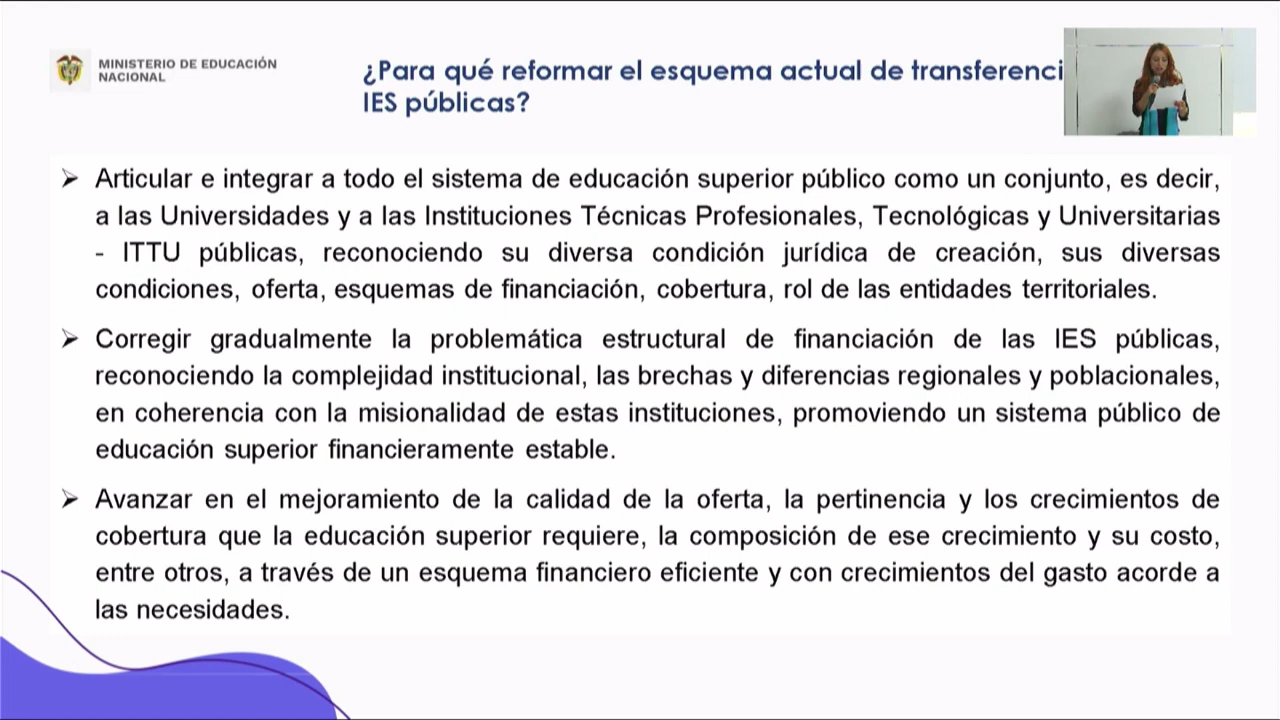 MINISTERIO DE EDUCACIÓN
NACIONAL
¿Para qué reformar el esquema actual de
IES públicas?
➢ Articular e integrar a todo el sistema de educación superior público como un conjunto, es decir,
a las Universidades y a las Instituciones Técnicas Profesionales, Tecnológicas y Universitarias
- ITTU públicas, reconociendo su diversa condición jurídica de creación, sus diversas
condiciones, oferta, esquemas de financiación, cobertura, rol de las entidades territoriales.
➢ Corregir gradualmente la problemática estructural de financiación de las IES públicas,
reconociendo la complejidad institucional, las brechas y diferencias regionales y poblacionales,
en coherencia con la misionalidad de estas instituciones, promoviendo un sistema público de
educación superior financieramente estable.
➢ Avanzar en el mejoramiento de la calidad de la oferta, la pertinencia y los crecimientos de
cobertura que la educación superior requiere, la composición de ese crecimiento y su costo,
entre otros, a través de un esquema financiero eficiente y con crecimientos del gasto acorde a
las necesidades.